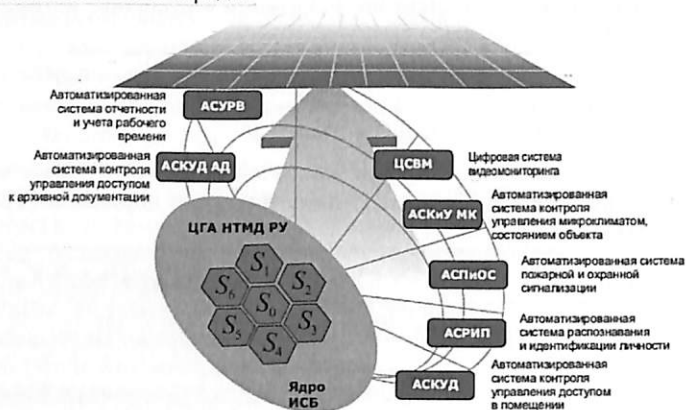 Автоматизированная
система отчетности
и учета рабочего
времени
АСУРВ
Автоматизированная
система контроля
управления доступом
к архивной документации
АСКУД АД
ЦСВМ
Цифровая система
видеомониторинга
АСКиУ МК
Автоматизированная
система контроля
управления микроклиматом,
состоянием объекта
АСПиОС
Автоматизированная система
пожарной и охранной
сигнализации
АСРИП
Автоматизированная
система распознавания
и идентификации личности
АСКУД
Автоматизированная
система контроля
управления доступом
в помещении
ЦГА НТМД РУ
S1
S6
S2
S0
S5
S3
S4
Ядро
ИСБ